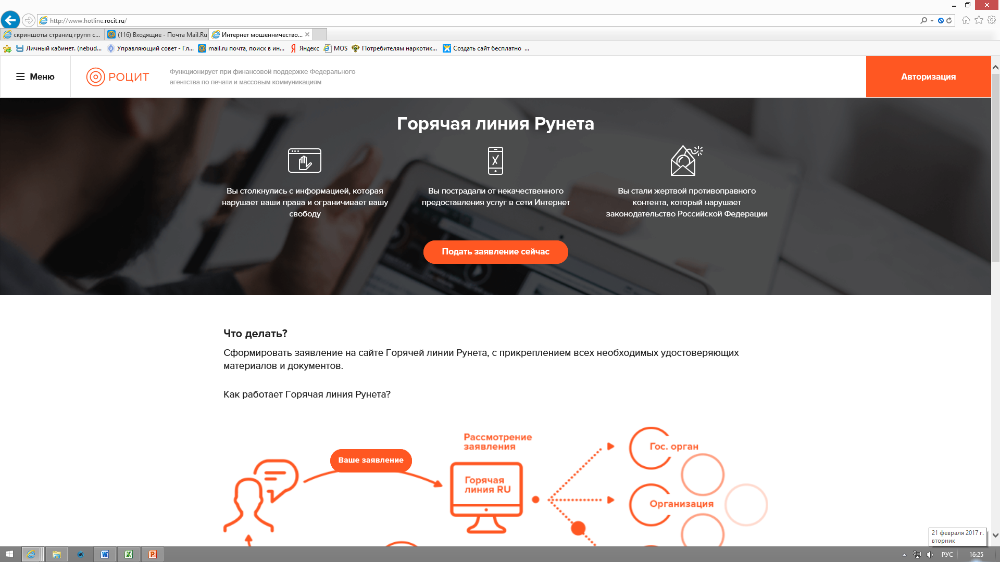 http://www.hotline.rocit.ru/
скриншоты страниц групп с...
(116) Входящие - Почта Mail.Ru
Интернет мошенничество...
Личный кабинет. (nebud...
Управляющий совет - Гл...
mail.ru почта, поиск в ин...
Яндекс
MOS
Потребителям наркотик...
Создать сайт бесплатно ...
Меню
РОЦИТ
Функционирует при финансовой поддержке Федерального
агентства по печати и массовым коммуникациям
Авторизация
Горячая линия Рунета
Вы столкнулись с информацией, которая
нарушает ваши права и ограничивает вашу
свободу
Вы пострадали от некачественного
предоставления услуг в сети Интернет
Вы стали жертвой противоправного
контента, который нарушает
законодательство Российской Федерации
Подать заявление сейчас
Что делать?
Сформировать заявление на сайте Горячей линии Рунета, с прикреплением всех необходимых удостоверяющих
материалов и документов.
Как работает Горячая линия Рунета?
Ваше заявление
Рассмотрение
заявления
Горячая
линия RU
Гос. орган
Организация
21 февраля 2017 г.
вторник
РУС
16:25